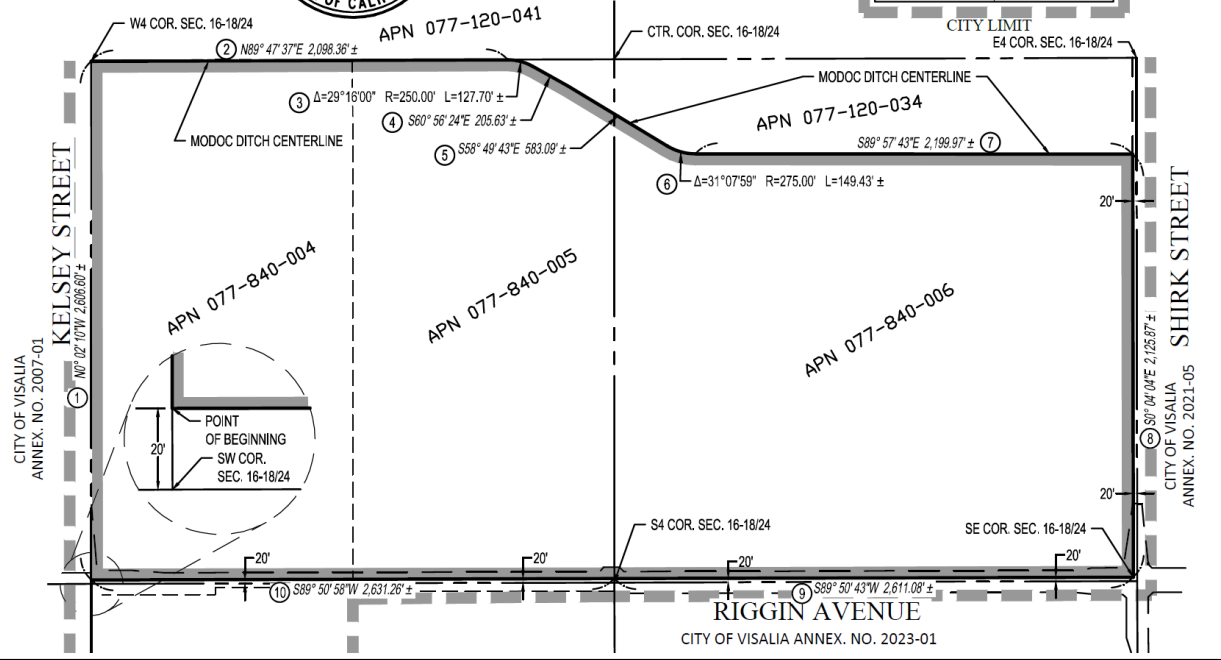 OF CALIF
W4 COR. SEC. 16-18/24
APN 077-120-041
CTR. COR. SEC. 16-18/24
CITY LIMIT
E4 COR. SEC. 16-18/24
② N89° 47' 37"E 2,098.36' ±
MODOC DITCH CENTERLINE
③ Δ=29°16'00" R=250.00' L=127.70' ±
④ S60° 56' 24"E 205.63' ±
APN 077-120-034
MODOC DITCH CENTERLINE
⑤ S58° 49' 43"E 583.09' ±
S89° 57' 43"E 2,199.97' ± ⑦
⑥ Δ=31°07'59" R=275.00' L=149.43' ±
20'
KELSEY STREET
SHIRK STREET
APN 077-840-004
APN 077-840-005
APN 077-840-006
① N0° 02' 10"W 2,606.60' ±
⑧ S0° 04' 04"E 2,125.87' ±
CITY OF VISALIA
ANNEX. NO. 2007-01
CITY OF VISALIA
ANNEX. NO. 2021-05
POINT
OF BEGINNING
20'
SW COR.
SEC. 16-18/24
20'
S4 COR. SEC. 16-18/24
SE COR. SEC. 16-18/24
20'
20'
20'
20'
⑩ S89° 50' 58"W 2,631.26' ±
⑨ S89° 50' 43"W 2,611.08' ±
RIGGIN AVENUE
CITY OF VISALIA ANNEX. NO. 2023-01